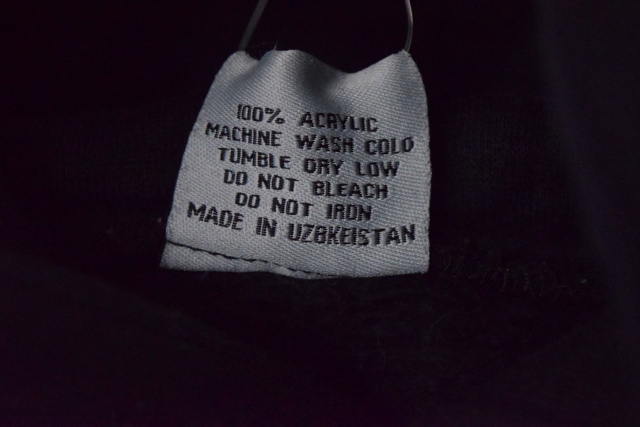 100% ACRYLIC
MACHINE WASH COLD
TUMBLE DRY LOW
DO NOT BLEACH
DO NOT IRON
MADE IN UZBKEISTAN